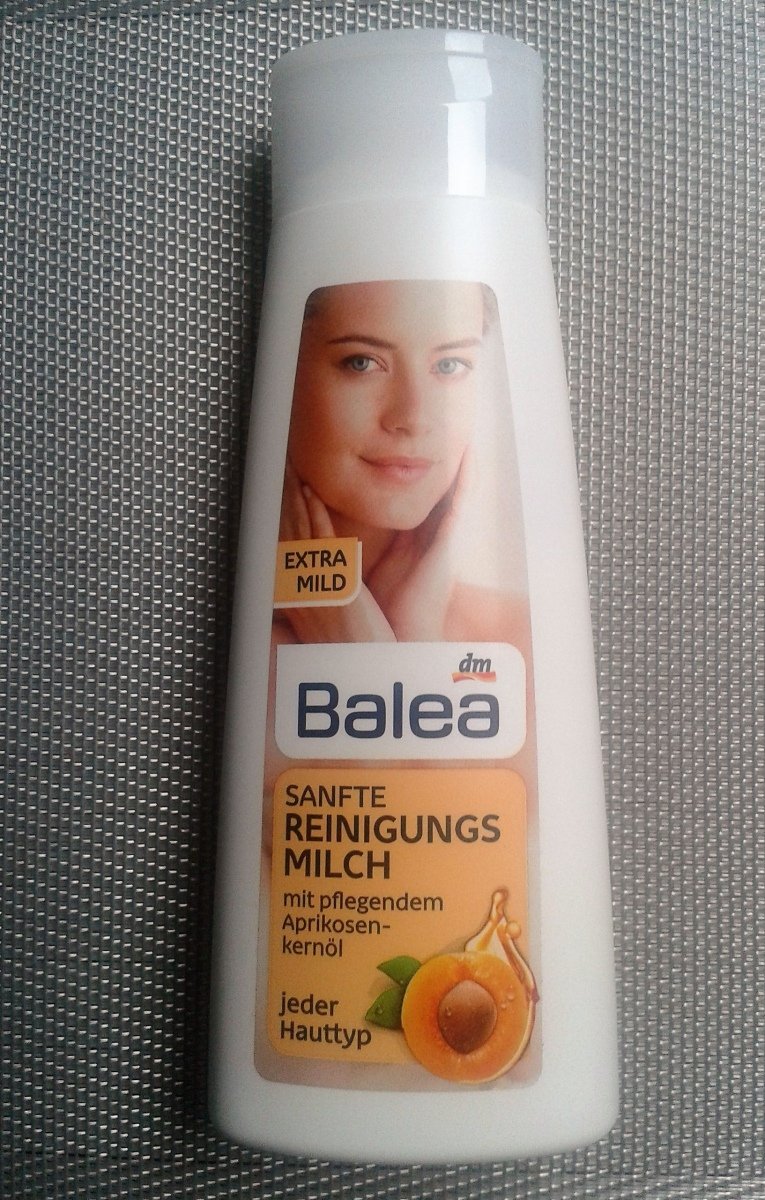 EXTRA
MILD
dm
Balea
SANFTE
REINIGUNGS
MILCH
mit pflegendem
Aprikosen-
kernöl
jeder
Hauttyp